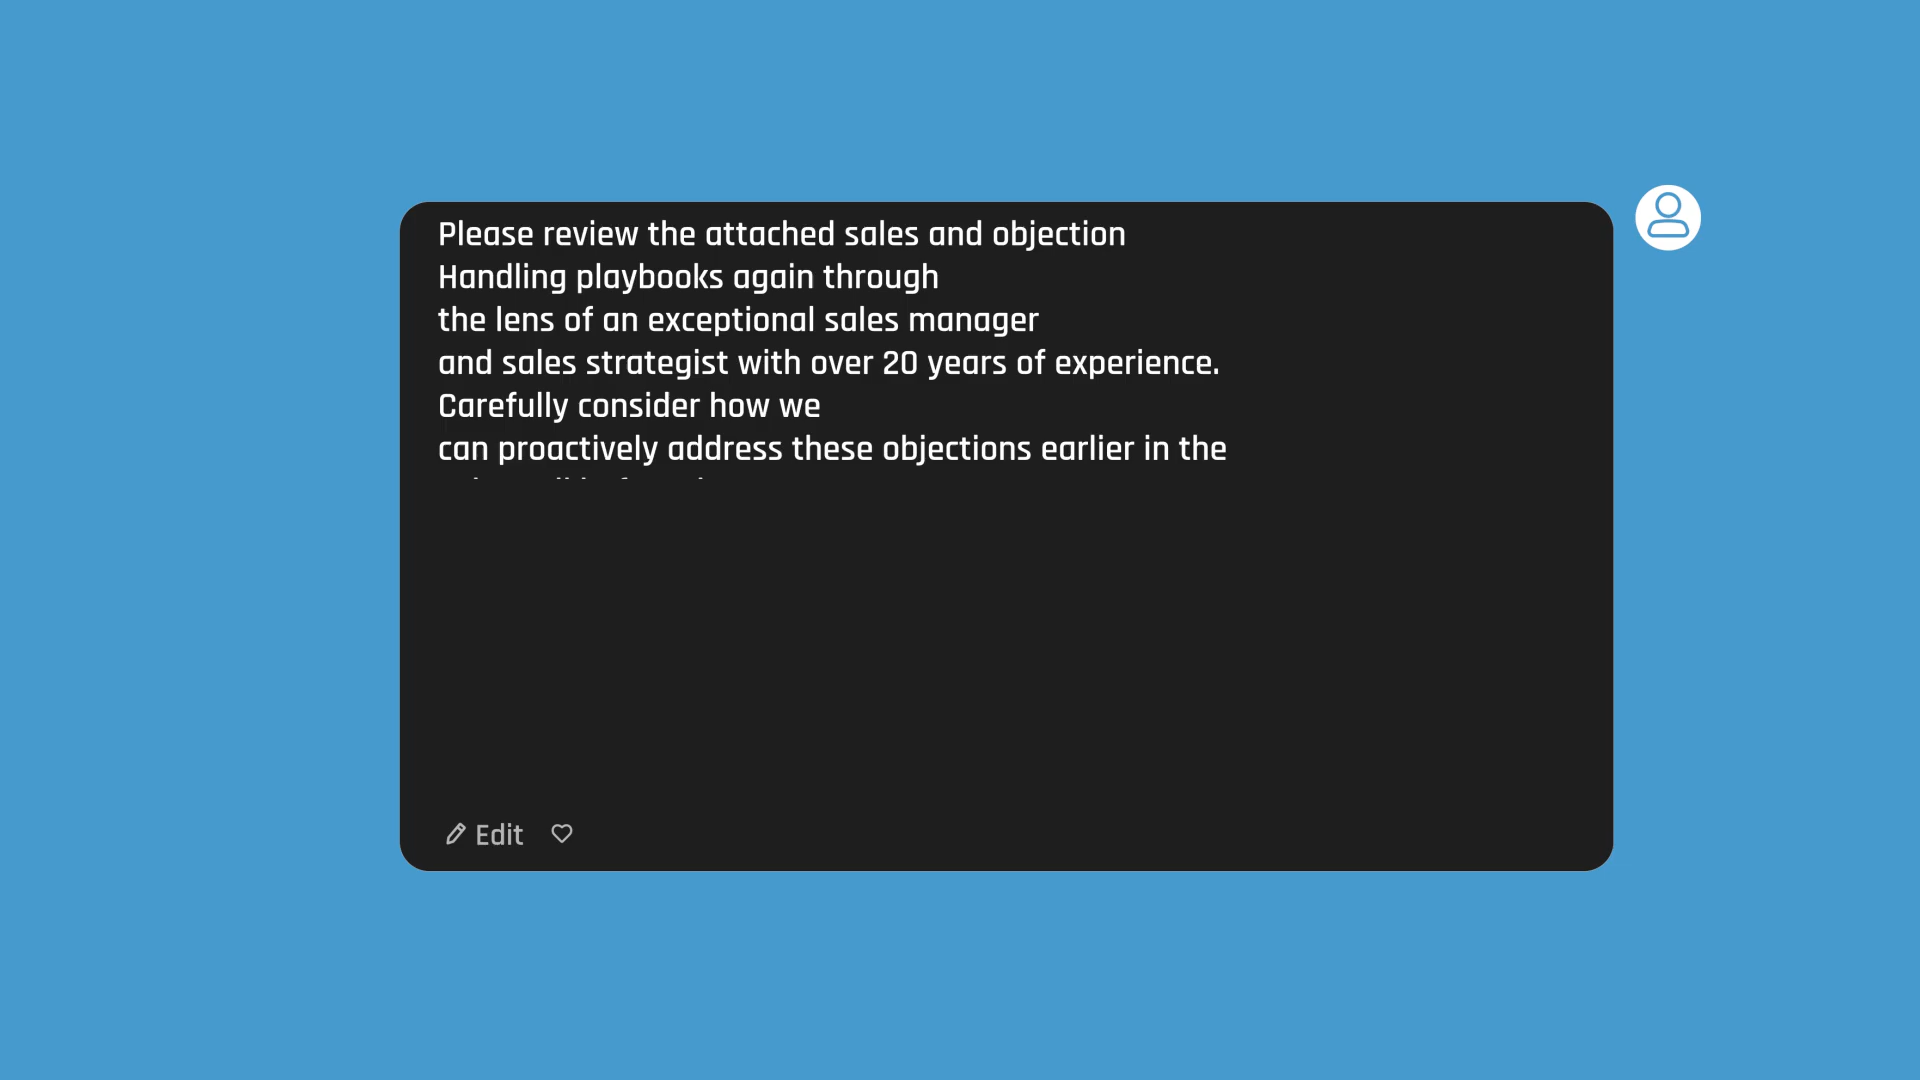 Please review the attached sales and objection
Handling playbooks again through
the lens of an exceptional sales manager
and sales strategist with over 20 years of experience.
Carefully consider how we
can proactively address these objections earlier in the
Edit